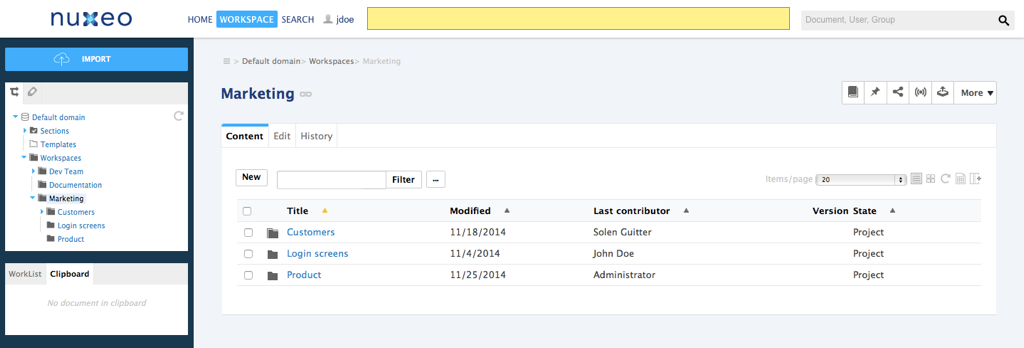 nuxeo
HOME WORKSPACE SEARCH jdoe
Document, User, Group
IMPORT
Default domain
Sections
Templates
Workspaces
Dev Team
Documentation
Marketing
Customers
Login screens
Product
WorkList Clipboard
No document in clipboard
> Default domain> Workspaces> Marketing
Marketing
More
Content Edit History
New Filter ... Items/page 20
Title Modified Last contributor Version State
Customers 11/18/2014 Solen Guitter Project
Login screens 11/4/2014 John Doe Project
Product 11/25/2014 Administrator Project